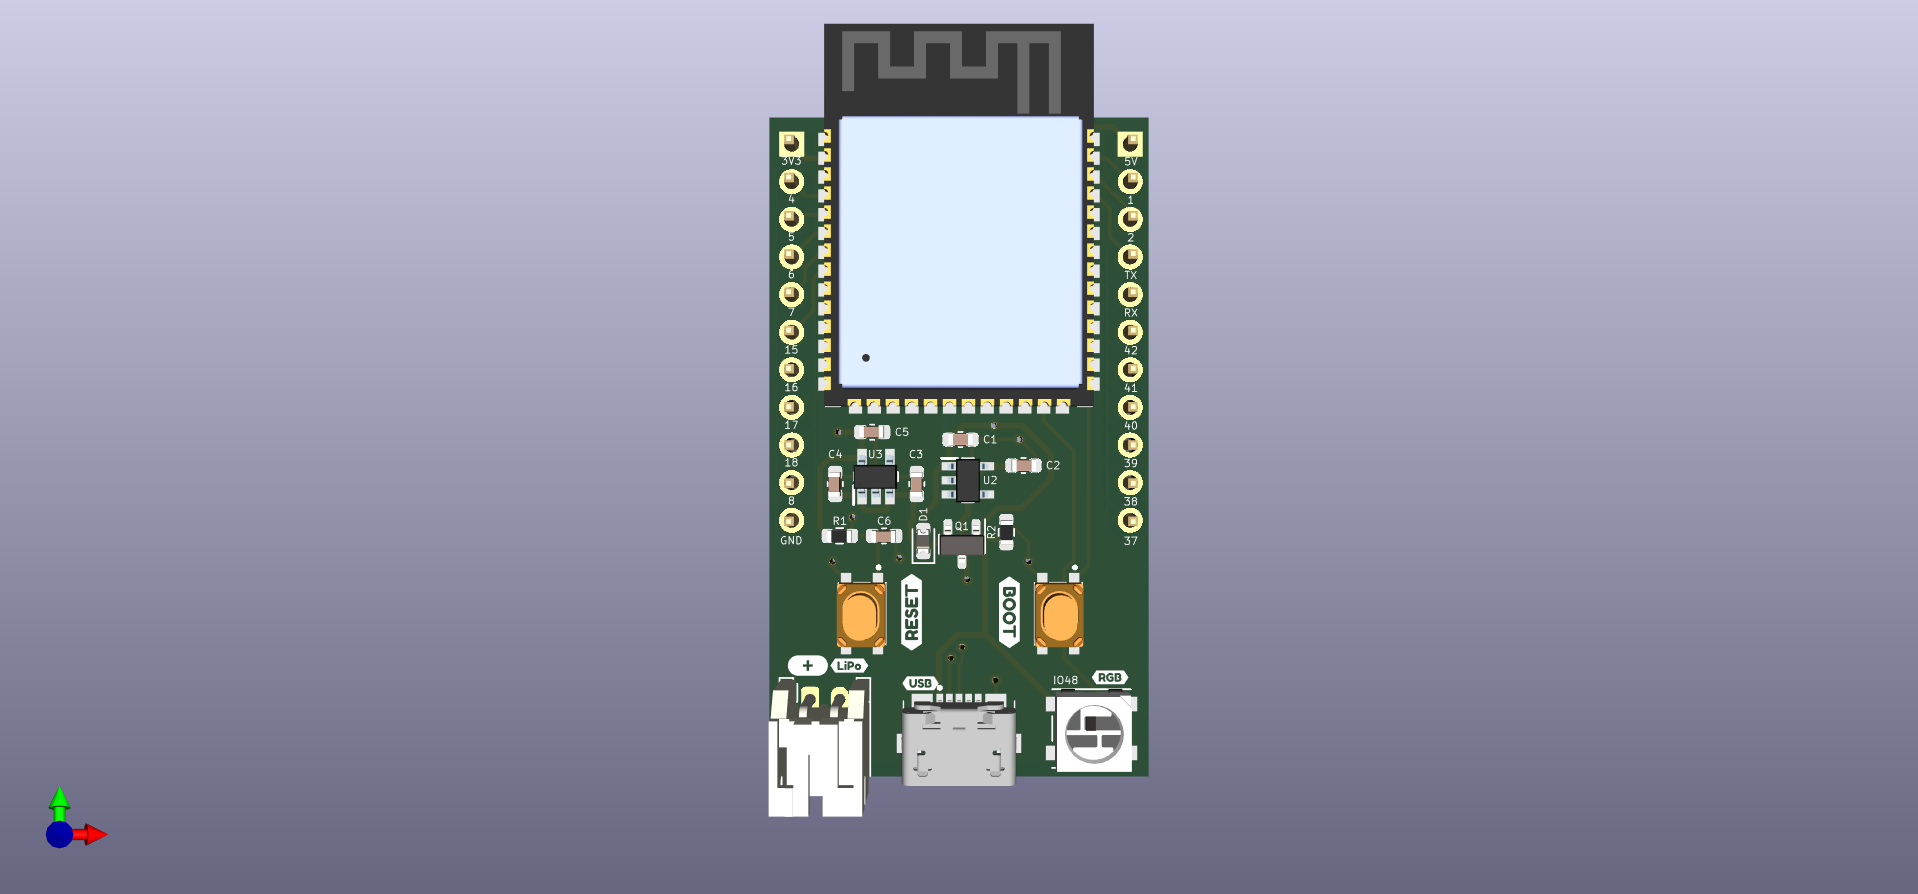 3V3
4
5
6
7
15
16
17
18
8
GND
5V
1
2
TX
RX
42
41
40
39
38
37
C5
C1
C4
U3
C3
C2
U2
R1
C6
D1
Q1
R2
RESET
BOOT
+ LiPo
USB
IO48
RGB